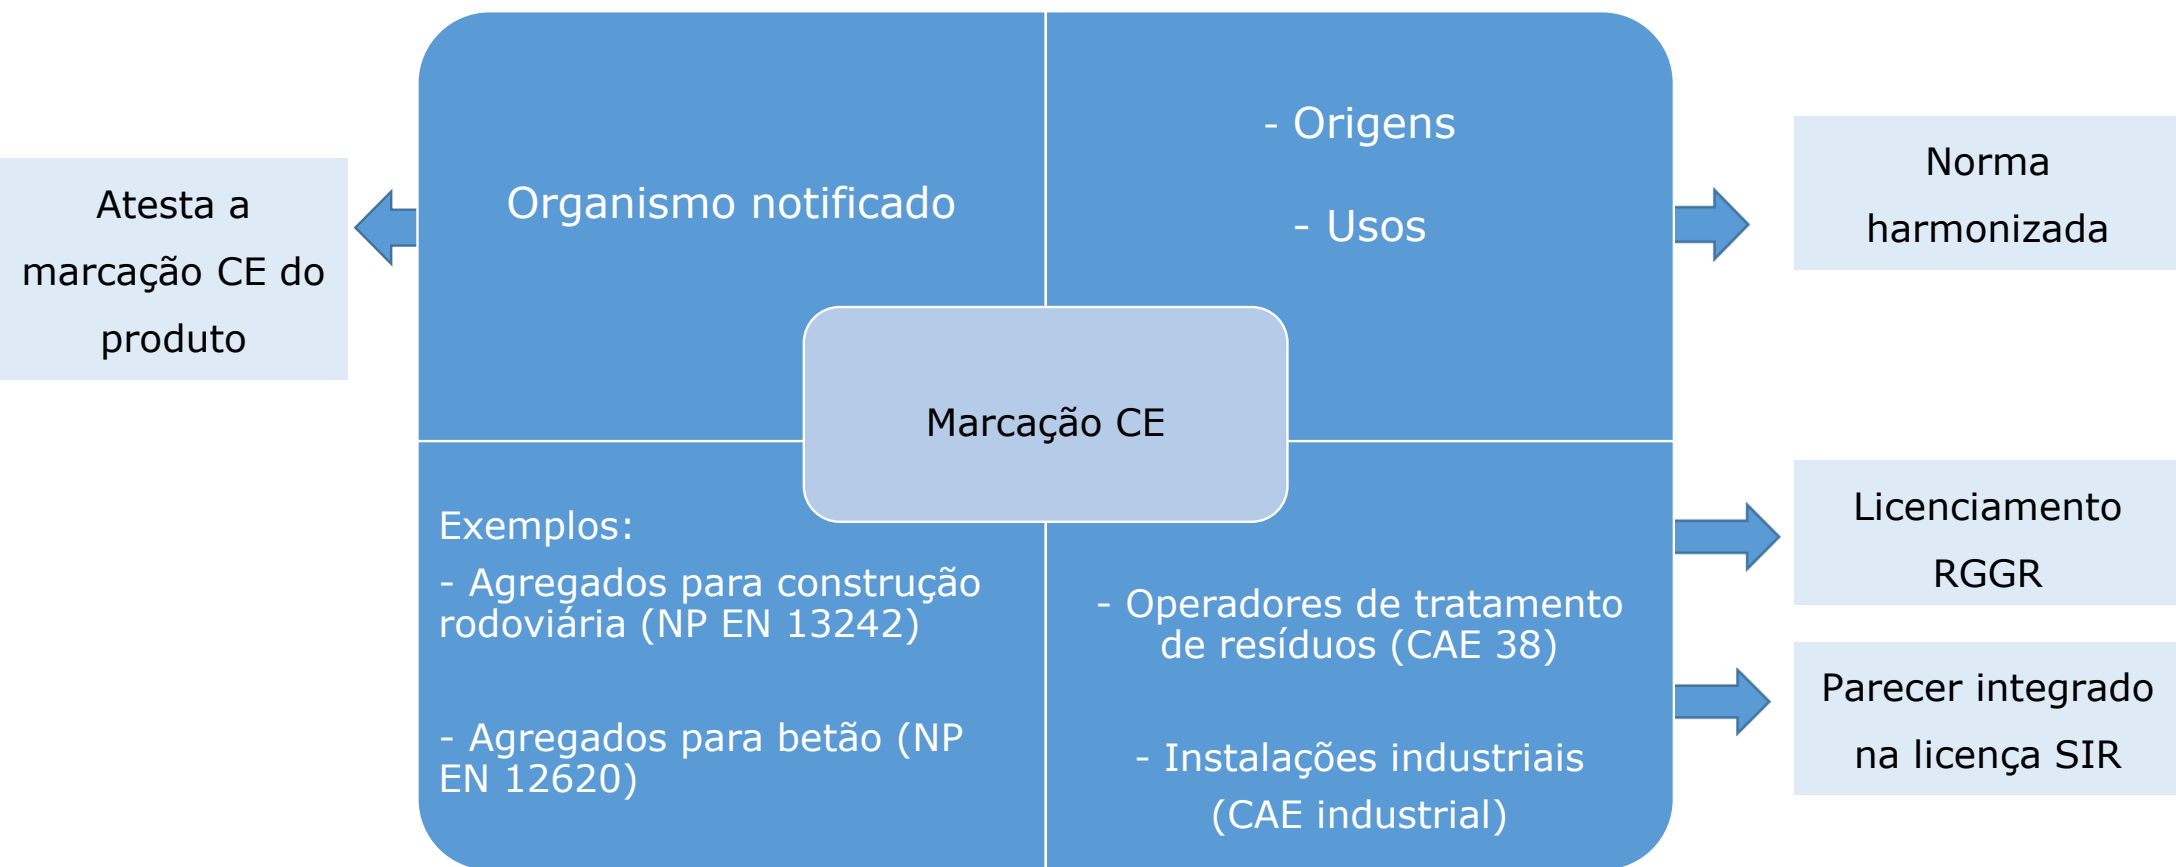 Atesta a
marcação CE do
produto
Organismo notificado
- Origens
- Usos
Norma
harmonizada
Marcação CE
Exemplos:
- Agregados para construção
rodoviária (NP EN 13242)
- Agregados para betão (NP
EN 12620)
- Operadores de tratamento
de resíduos (CAE 38)
- Instalações industriais
(CAE industrial)
Licenciamento
RGGR
Parecer integrado
na licença SIR